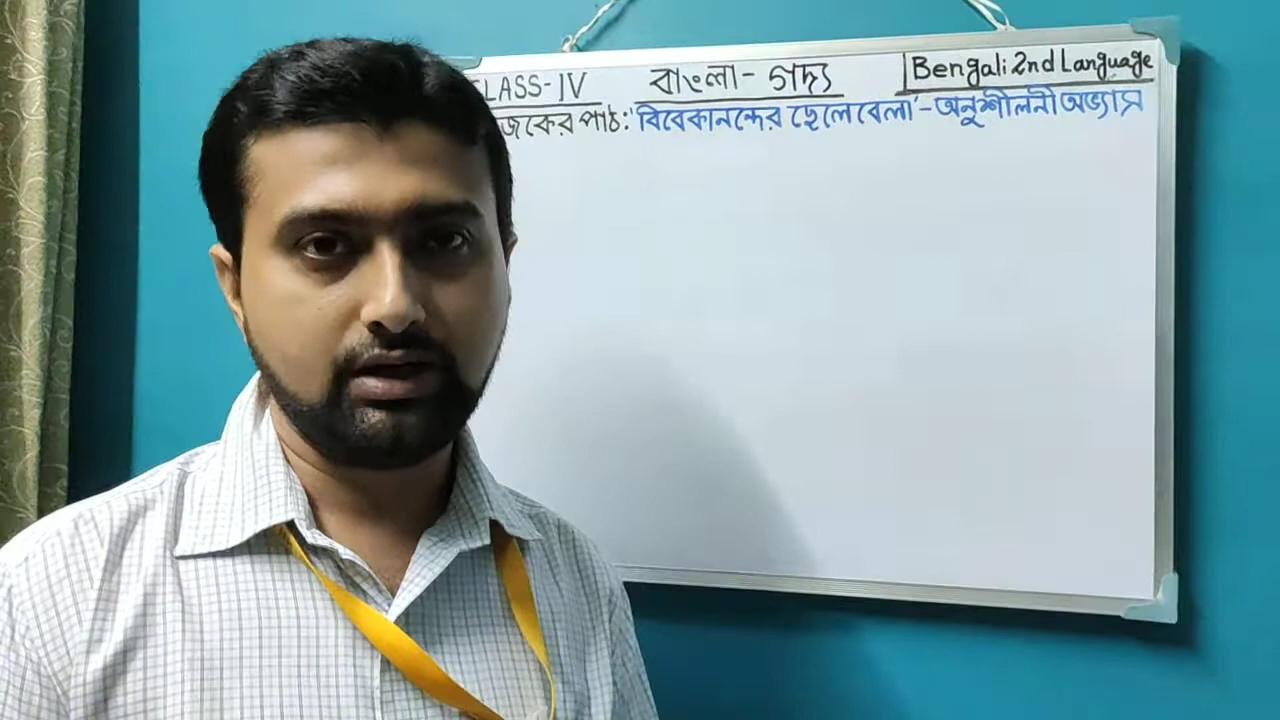 LASS-IV বাংলা - গদ্য Bengali 2nd Language
জকের পাঠ: 'বিবেকানন্দের ছেলেবেলা' - অনুশীলনী অভ্যাস